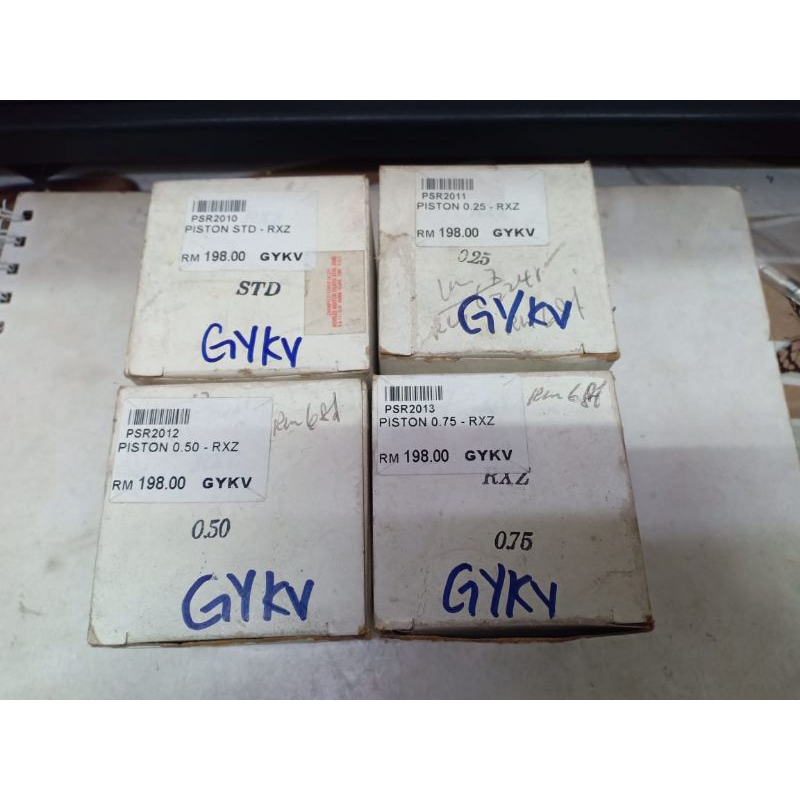 PSR2010
PISTON STD - RXZ
RM 198.00 GYKV
STD
GYKV
PSR2011
PISTON 0.25 - RXZ
RM 198.00 GYKV
0.25
GYKV
PSR2012
PISTON 0.50 - RXZ
RM 198.00 GYKV
0.50
GYKV
PSR2013
PISTON 0.75 - RXZ
RM 198.00 GYKV
RXZ
0.75
GYKV